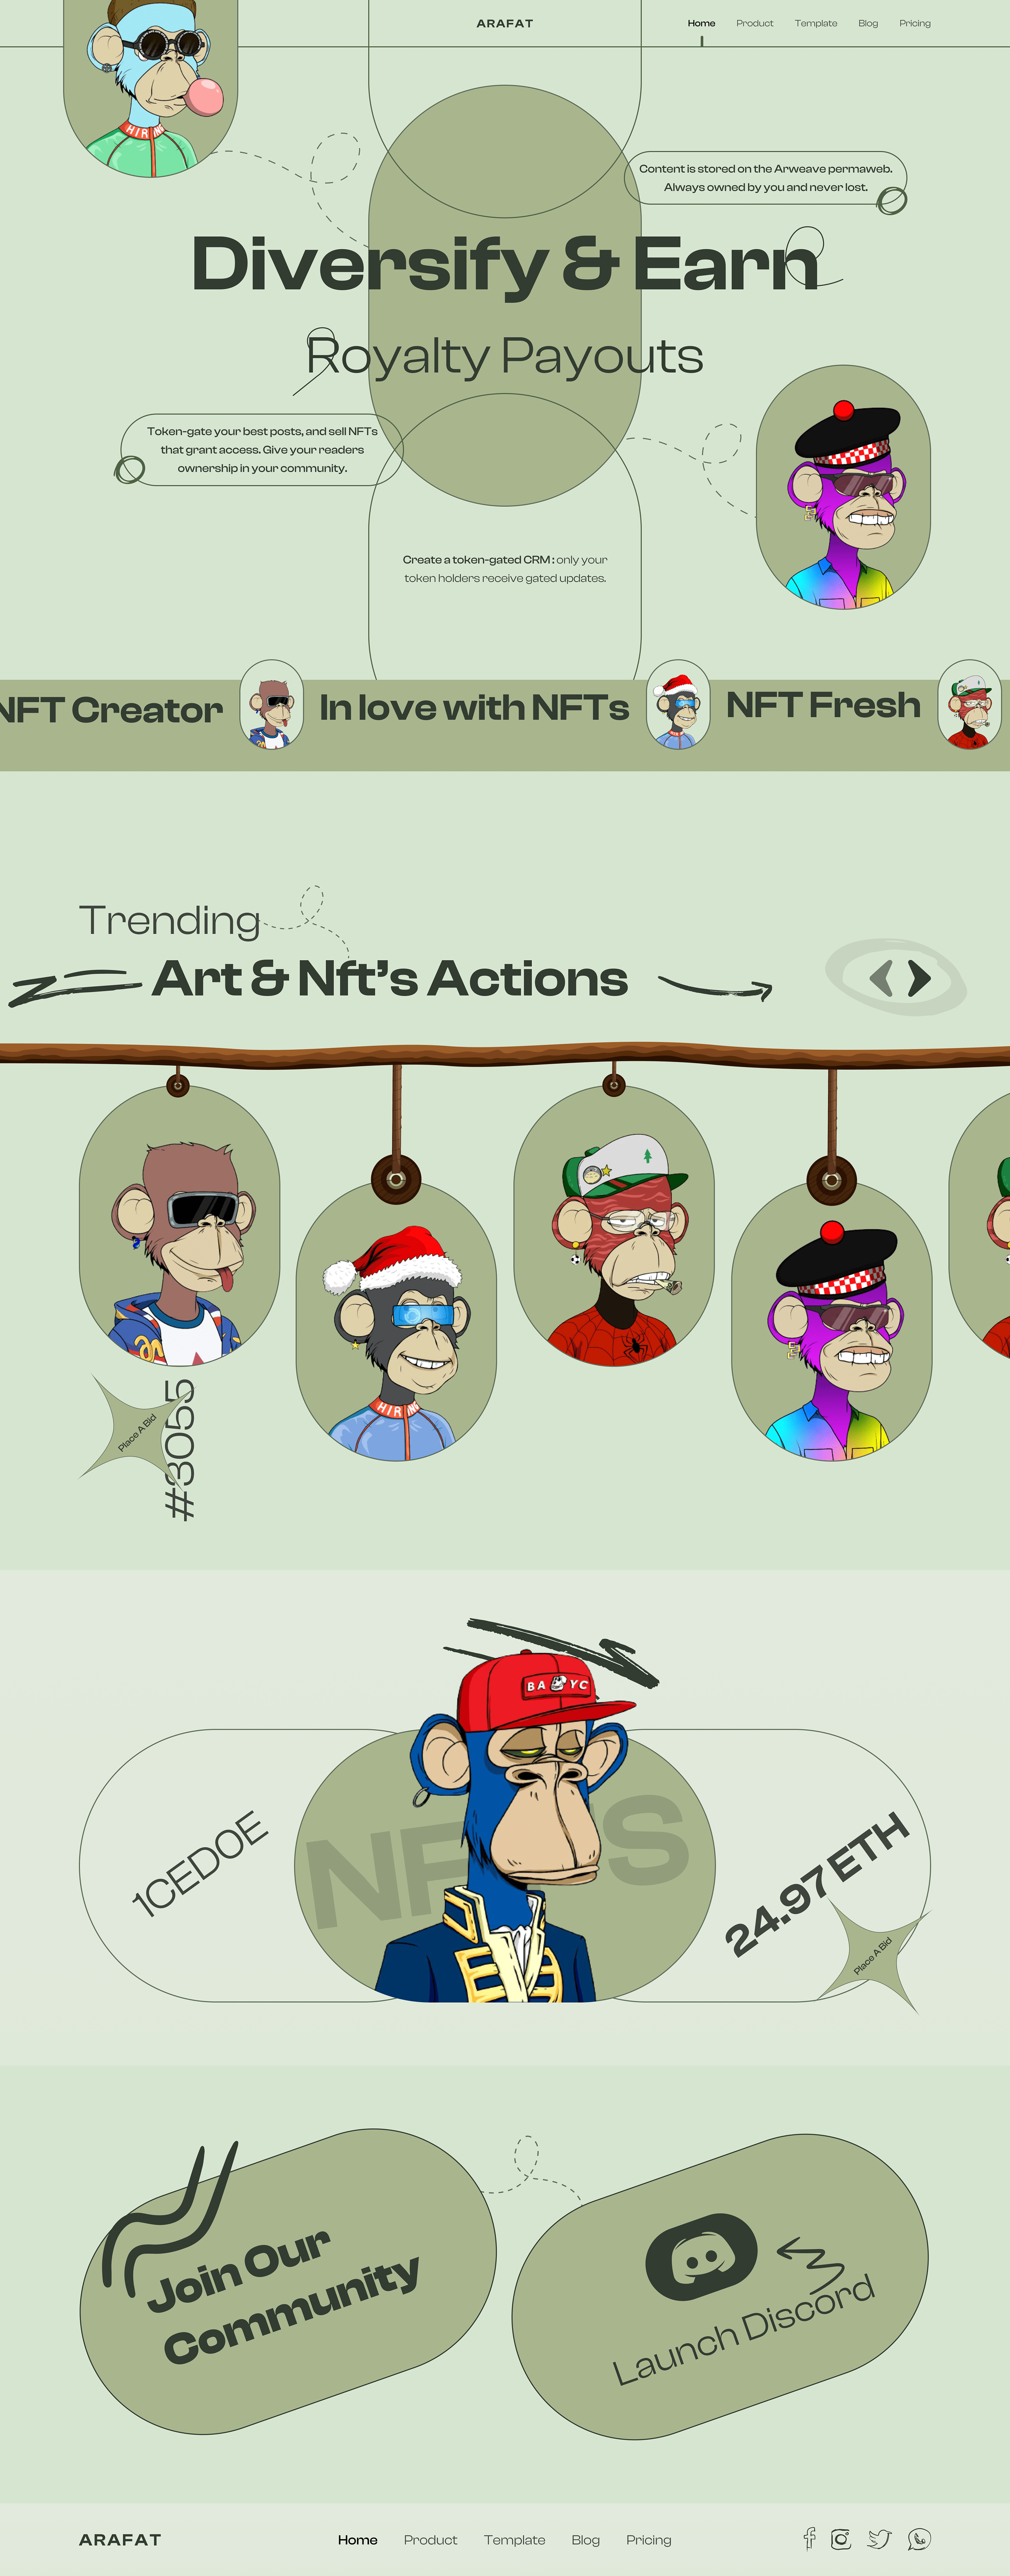 ARAFAT
Home Product Template Blog Pricing
HIRING
Content is stored on the Arweave permaweb.
Always owned by you and never lost.
Diversify & Earn
Royalty Payouts
Token-gate your best posts, and sell NFTs
that grant access. Give your readers
ownership in your community.
Create a token-gated CRM : only your
token holders receive gated updates.
NFT Creator
In love with NFTs
NFT Fresh
Trending
Art & Nft's Actions
HIRING
Place A Bid
#3055
BAYC
1CEDOE
24.97 ETH
Place A Bid
Join Our
Community
Launch Discord
ARAFAT
Home Product Template Blog Pricing